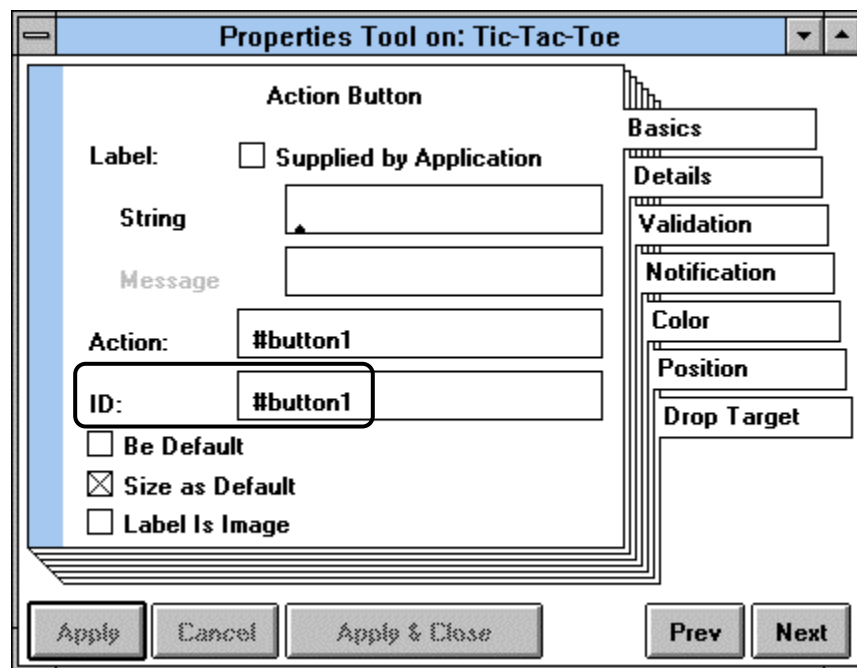 Properties Tool on: Tic-Tac-Toe
Action Button
Label: Supplied by Application
String
Message
Action: #button1
ID: #button1
Be Default
Size as Default
Label Is Image
Basics
Details
Validation
Notification
Color
Position
Drop Target
Apply Cancel Apply & Close Prev Next